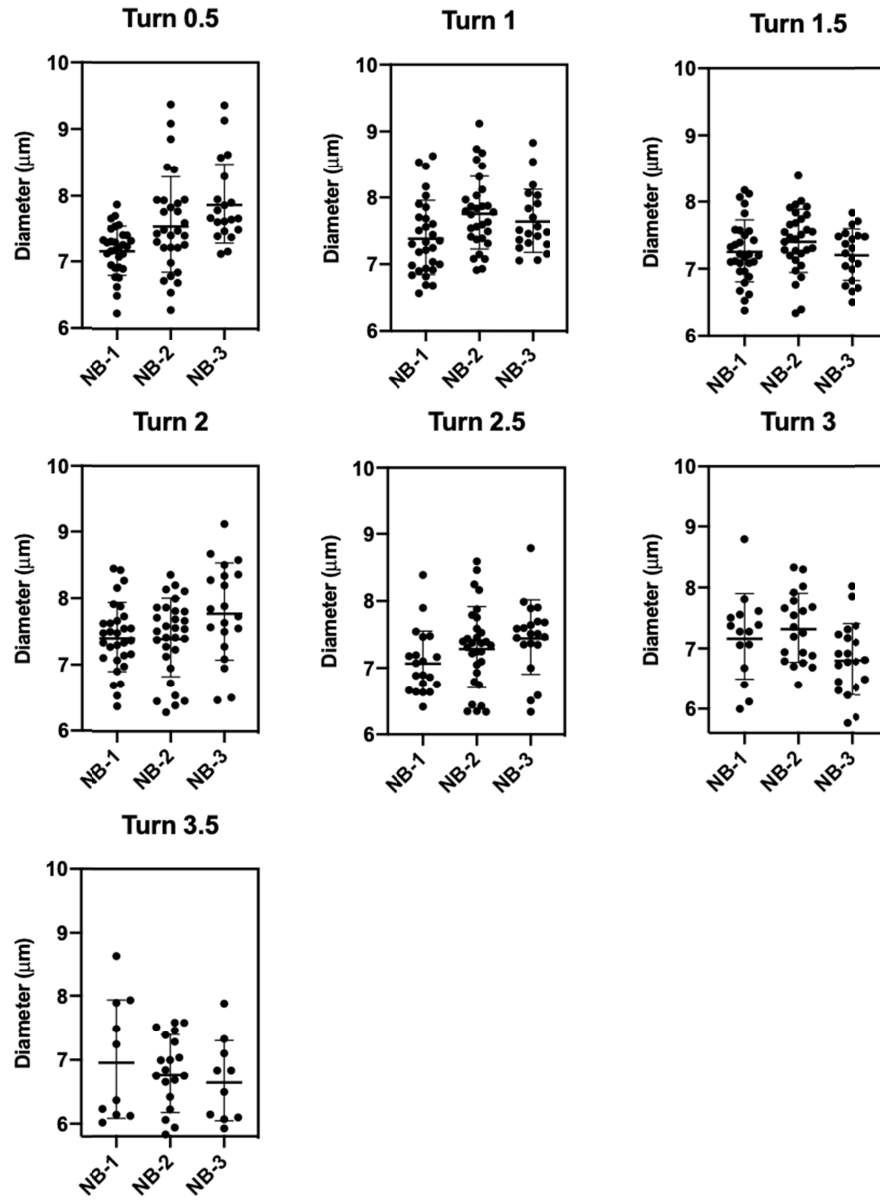 Turn 0.5
Diameter (μm)
10
9
8
7
6
NB-1
NB-2
NB-3
Turn 1
Diameter (μm)
10
9
8
7
6
NB-1
NB-2
NB-3
Turn 1.5
Diameter (μm)
10
9
8
7
6
NB-1
NB-2
NB-3
Turn 2
Diameter (μm)
10
9
8
7
6
NB-1
NB-2
NB-3
Turn 2.5
Diameter (μm)
10
9
8
7
6
NB-1
NB-2
NB-3
Turn 3
Diameter (μm)
10
9
8
7
6
NB-1
NB-2
NB-3
Turn 3.5
Diameter (μm)
10
9
8
7
6
NB-1
NB-2
NB-3